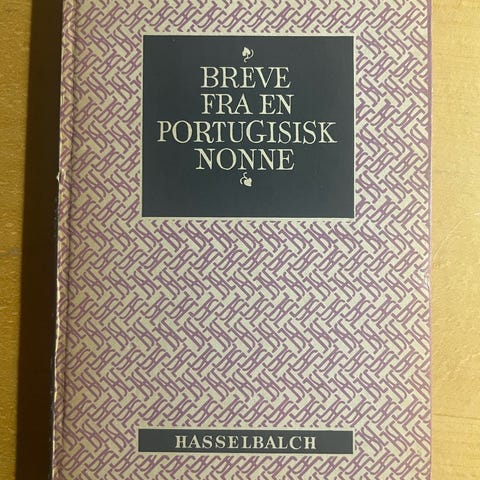 BREVE
FRA EN
PORTUGISISK
NONNE
HASSELBALCH